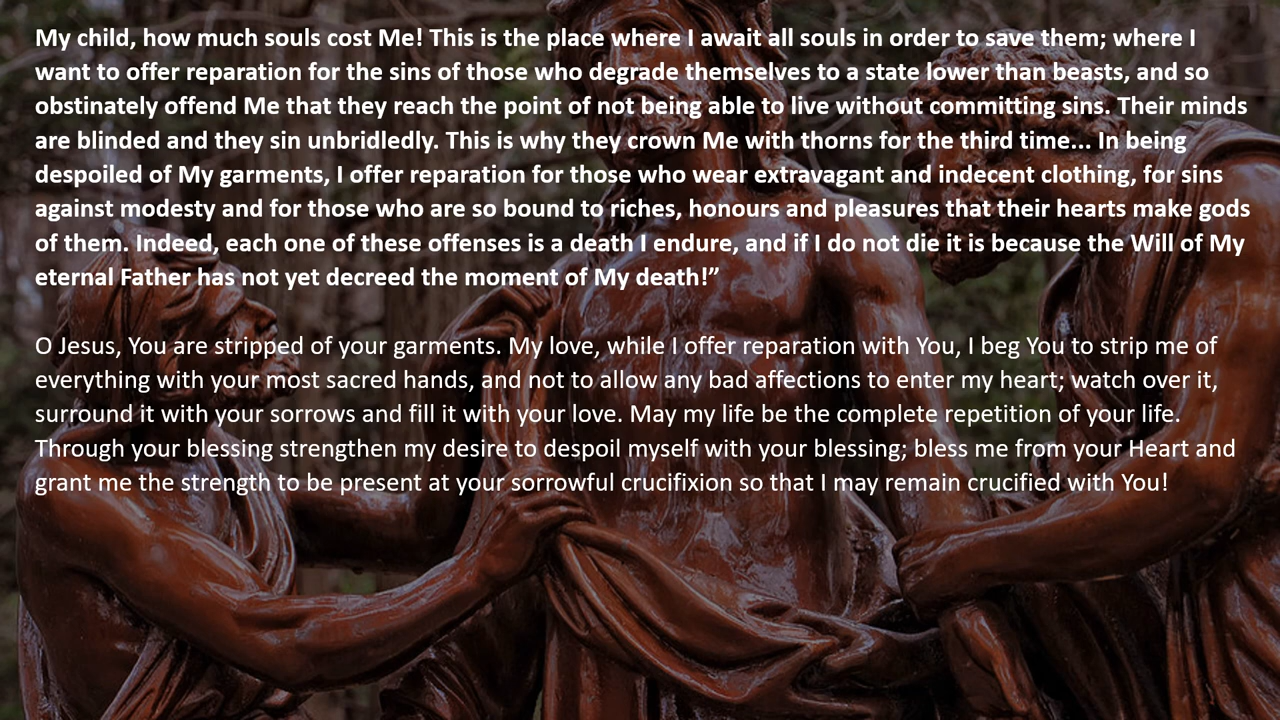 My child, how much souls cost Me! This is the place where I await all souls in order to save them; where I
want to offer reparation for the sins of those who degrade themselves to a state lower than beasts, and so
obstinately offend Me that they reach the point of not being able to live without committing sins. Their minds
are blinded and they sin unbridledly. This is why they crown Me with thorns for the third time... In being
despoiled of My garments, I offer reparation for those who wear extravagant and indecent clothing, for sins
against modesty and for those who are so bound to riches, honours and pleasures that their hearts make gods
of them. Indeed, each one of these offenses is a death I endure, and if I do not die it is because the Will of My
eternal Father has not yet decreed the moment of My death!”
O Jesus, You are stripped of your garments. My love, while I offer reparation with You, I beg You to strip me of
everything with your most sacred hands, and not to allow any bad affections to enter my heart; watch over it,
surround it with your sorrows and fill it with your love. May my life be the complete repetition of your life.
Through your blessing strengthen my desire to despoil myself with your blessing; bless me from your Heart and
grant me the strength to be present at your sorrowful crucifixion so that I may remain crucified with You!